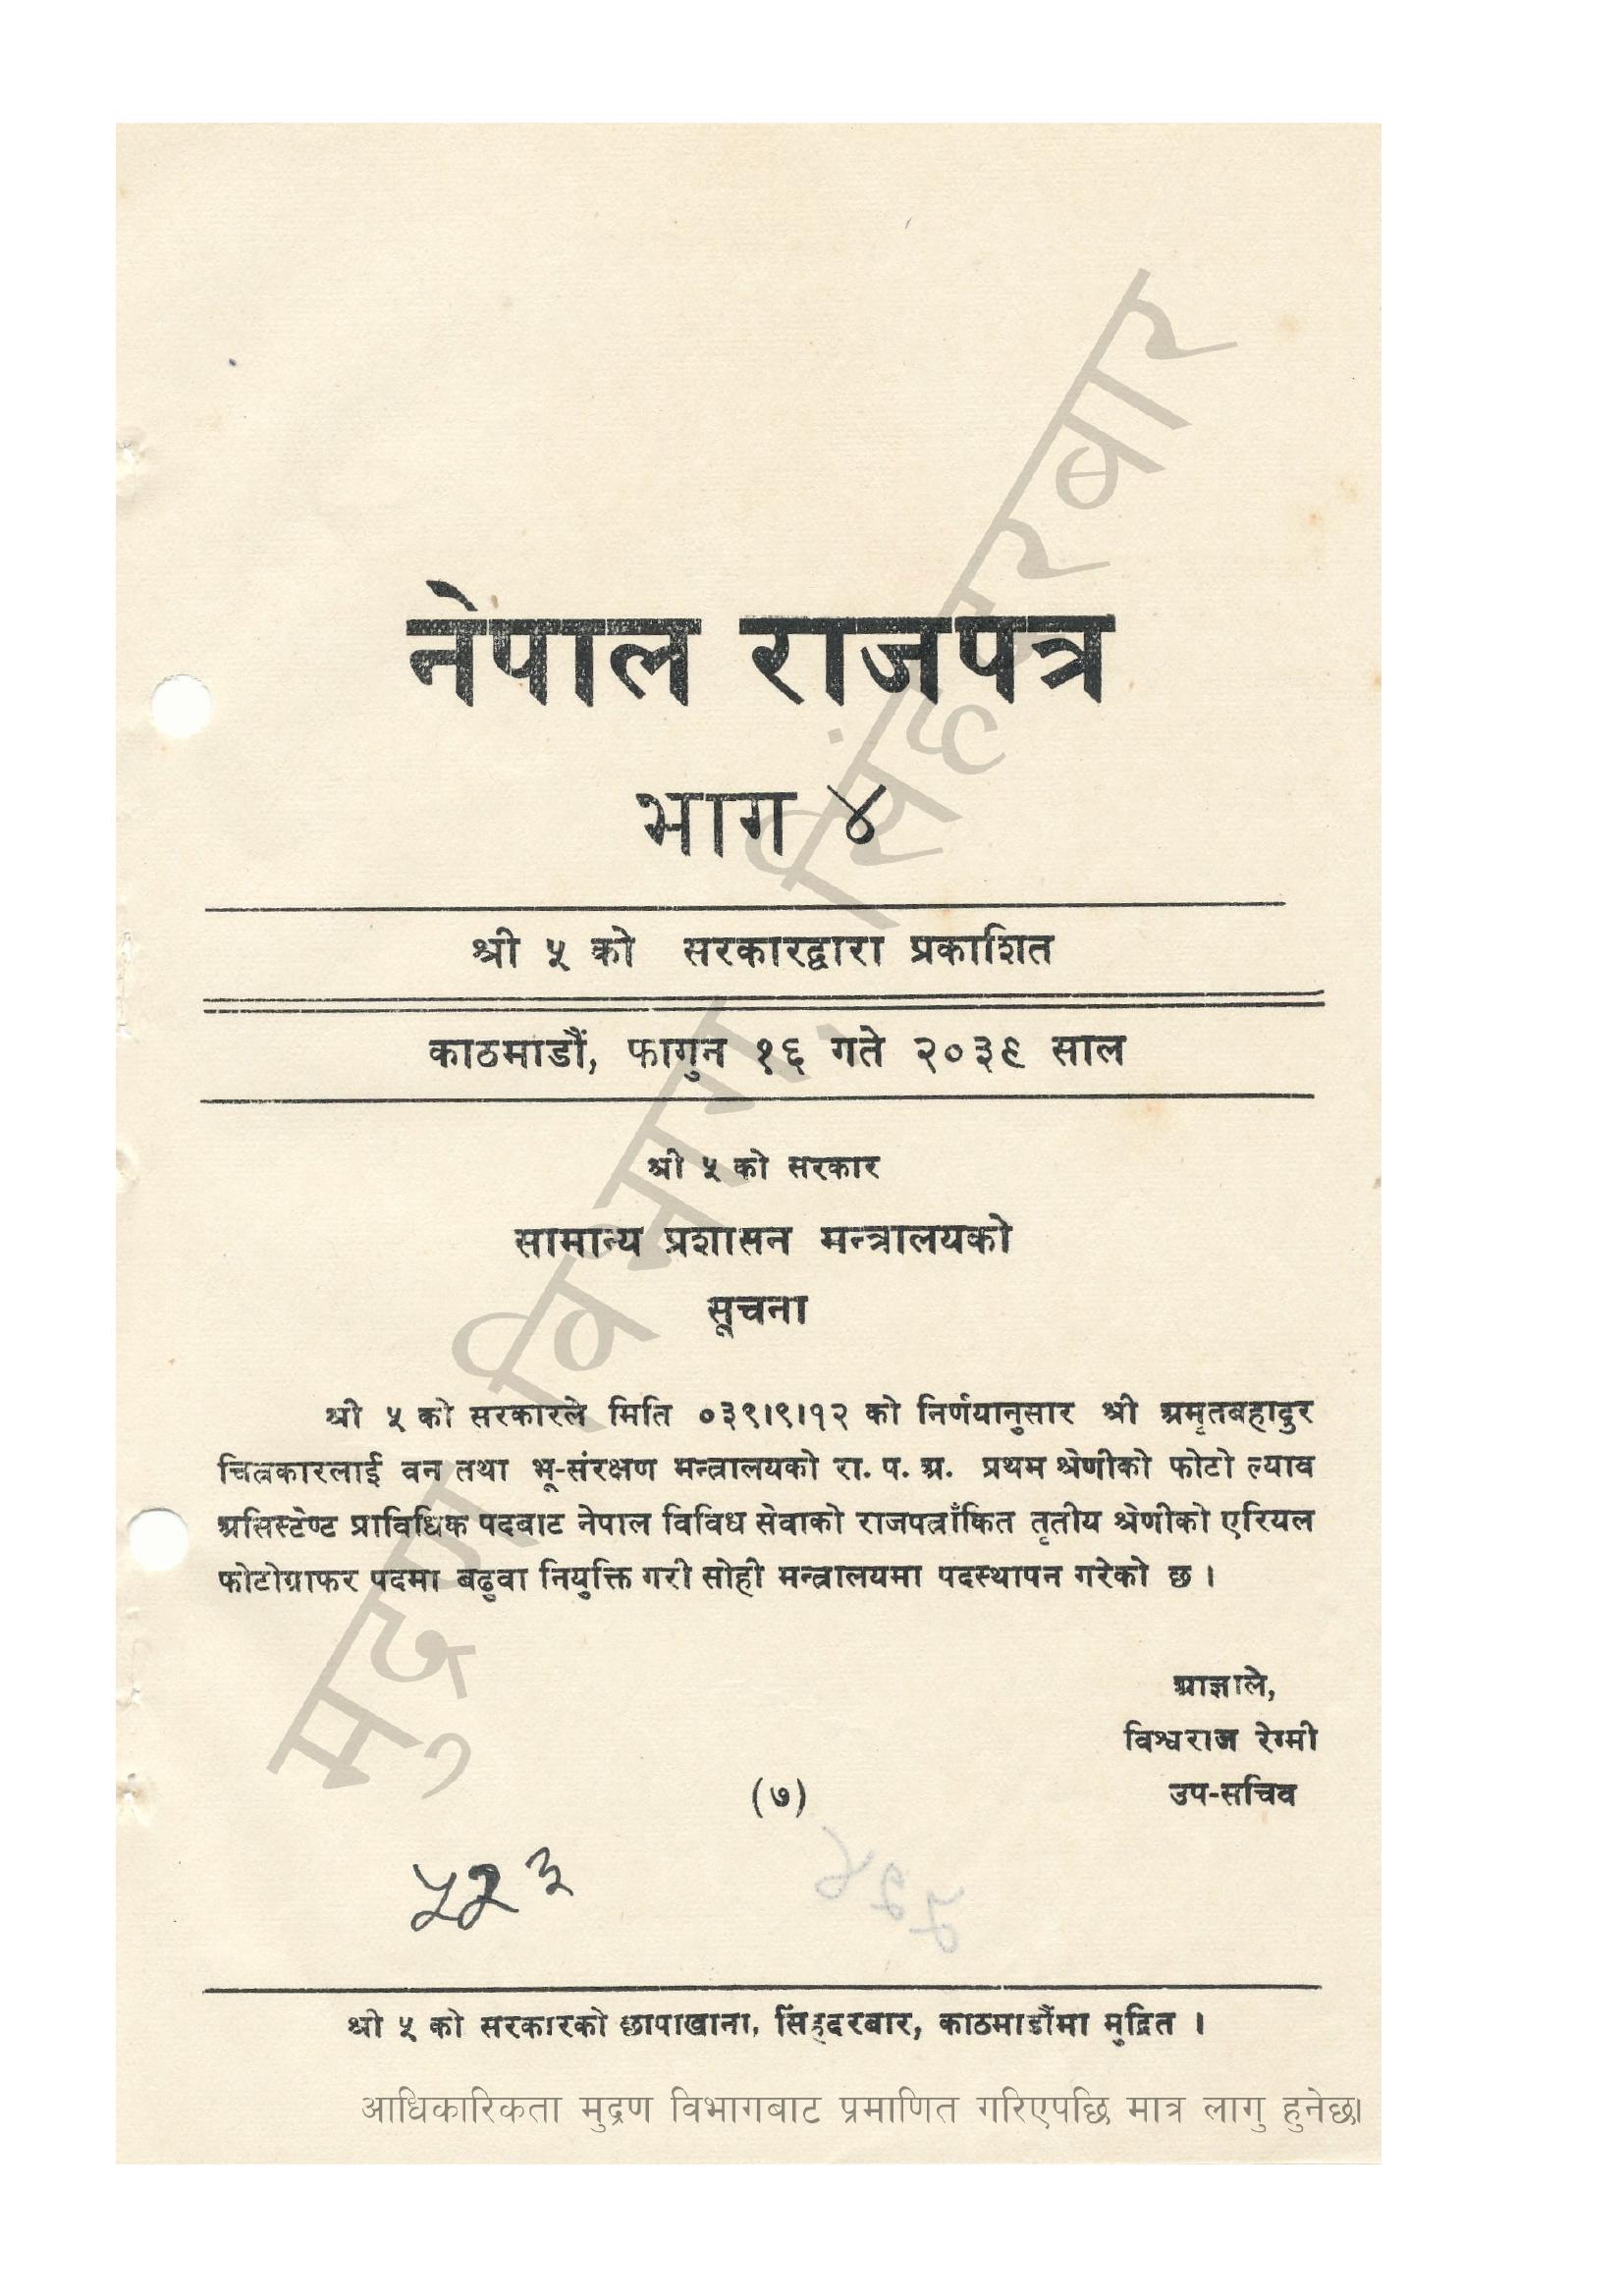 नेपाल राजपत्र
भाग ४
श्री ५ को सरकारद्वारा प्रकाशित
काठमाडौं, फागुन १६ गते २०३९ साल
श्री ५ को सरकार
सामान्य प्रशासन मन्त्रालयको
सूचना
श्री ५ को सरकारले मिति ०३९।९।१२ को निर्णयानुसार श्री अमृतबहादुर
चित्रकारलाई वन तथा भू-संरक्षण मन्त्रालयको रा. प. अ. प्रथम श्रेणीको फोटो ल्याव
असिस्टेण्ट प्राविधिक पदबाट नेपाल विविध सेवाको राजपत्राँकित तृतीय श्रेणीको एरियल
फोटोग्राफर पदमा बढुवा नियुक्ति गरी सोही मन्त्रालयमा पदस्थापन गरेको छ ।
आज्ञाले,
विश्वराज रेग्मी
उप-सचिव
(७)
५२३
श्री ५ को सरकारको छापाखाना, सिंहदरबार, काठमाडौंमा मुद्रित ।
आधिकारिकता मुद्रण विभागबाट प्रमाणित गरिएपछि मात्र लागु हुनेछ।
मुद्रण विभाग, सिंहदरबार